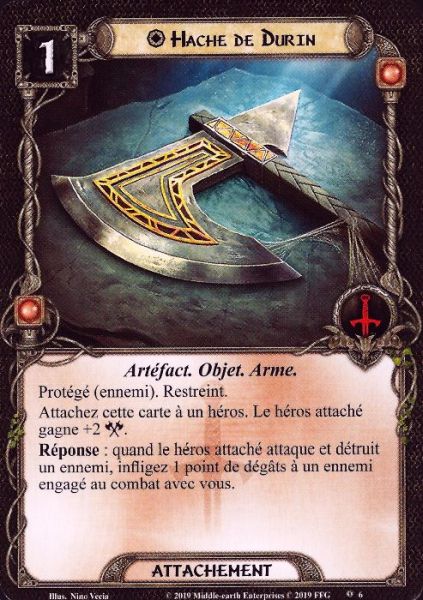 1
Hache de Durin
Artéfact. Objet. Arme.
Protégé (ennemi). Restreint.
Attachez cette carte à un héros. Le héros attaché
gagne +2 .
Réponse : quand le héros attaché attaque et détruit
un ennemi, infligez 1 point de dégâts à un ennemi
engagé au combat avec vous.
ATTACHEMENT
Illus. Nino Vecia © 2019 Middle-earth Enterprises © 2019 FFG 6